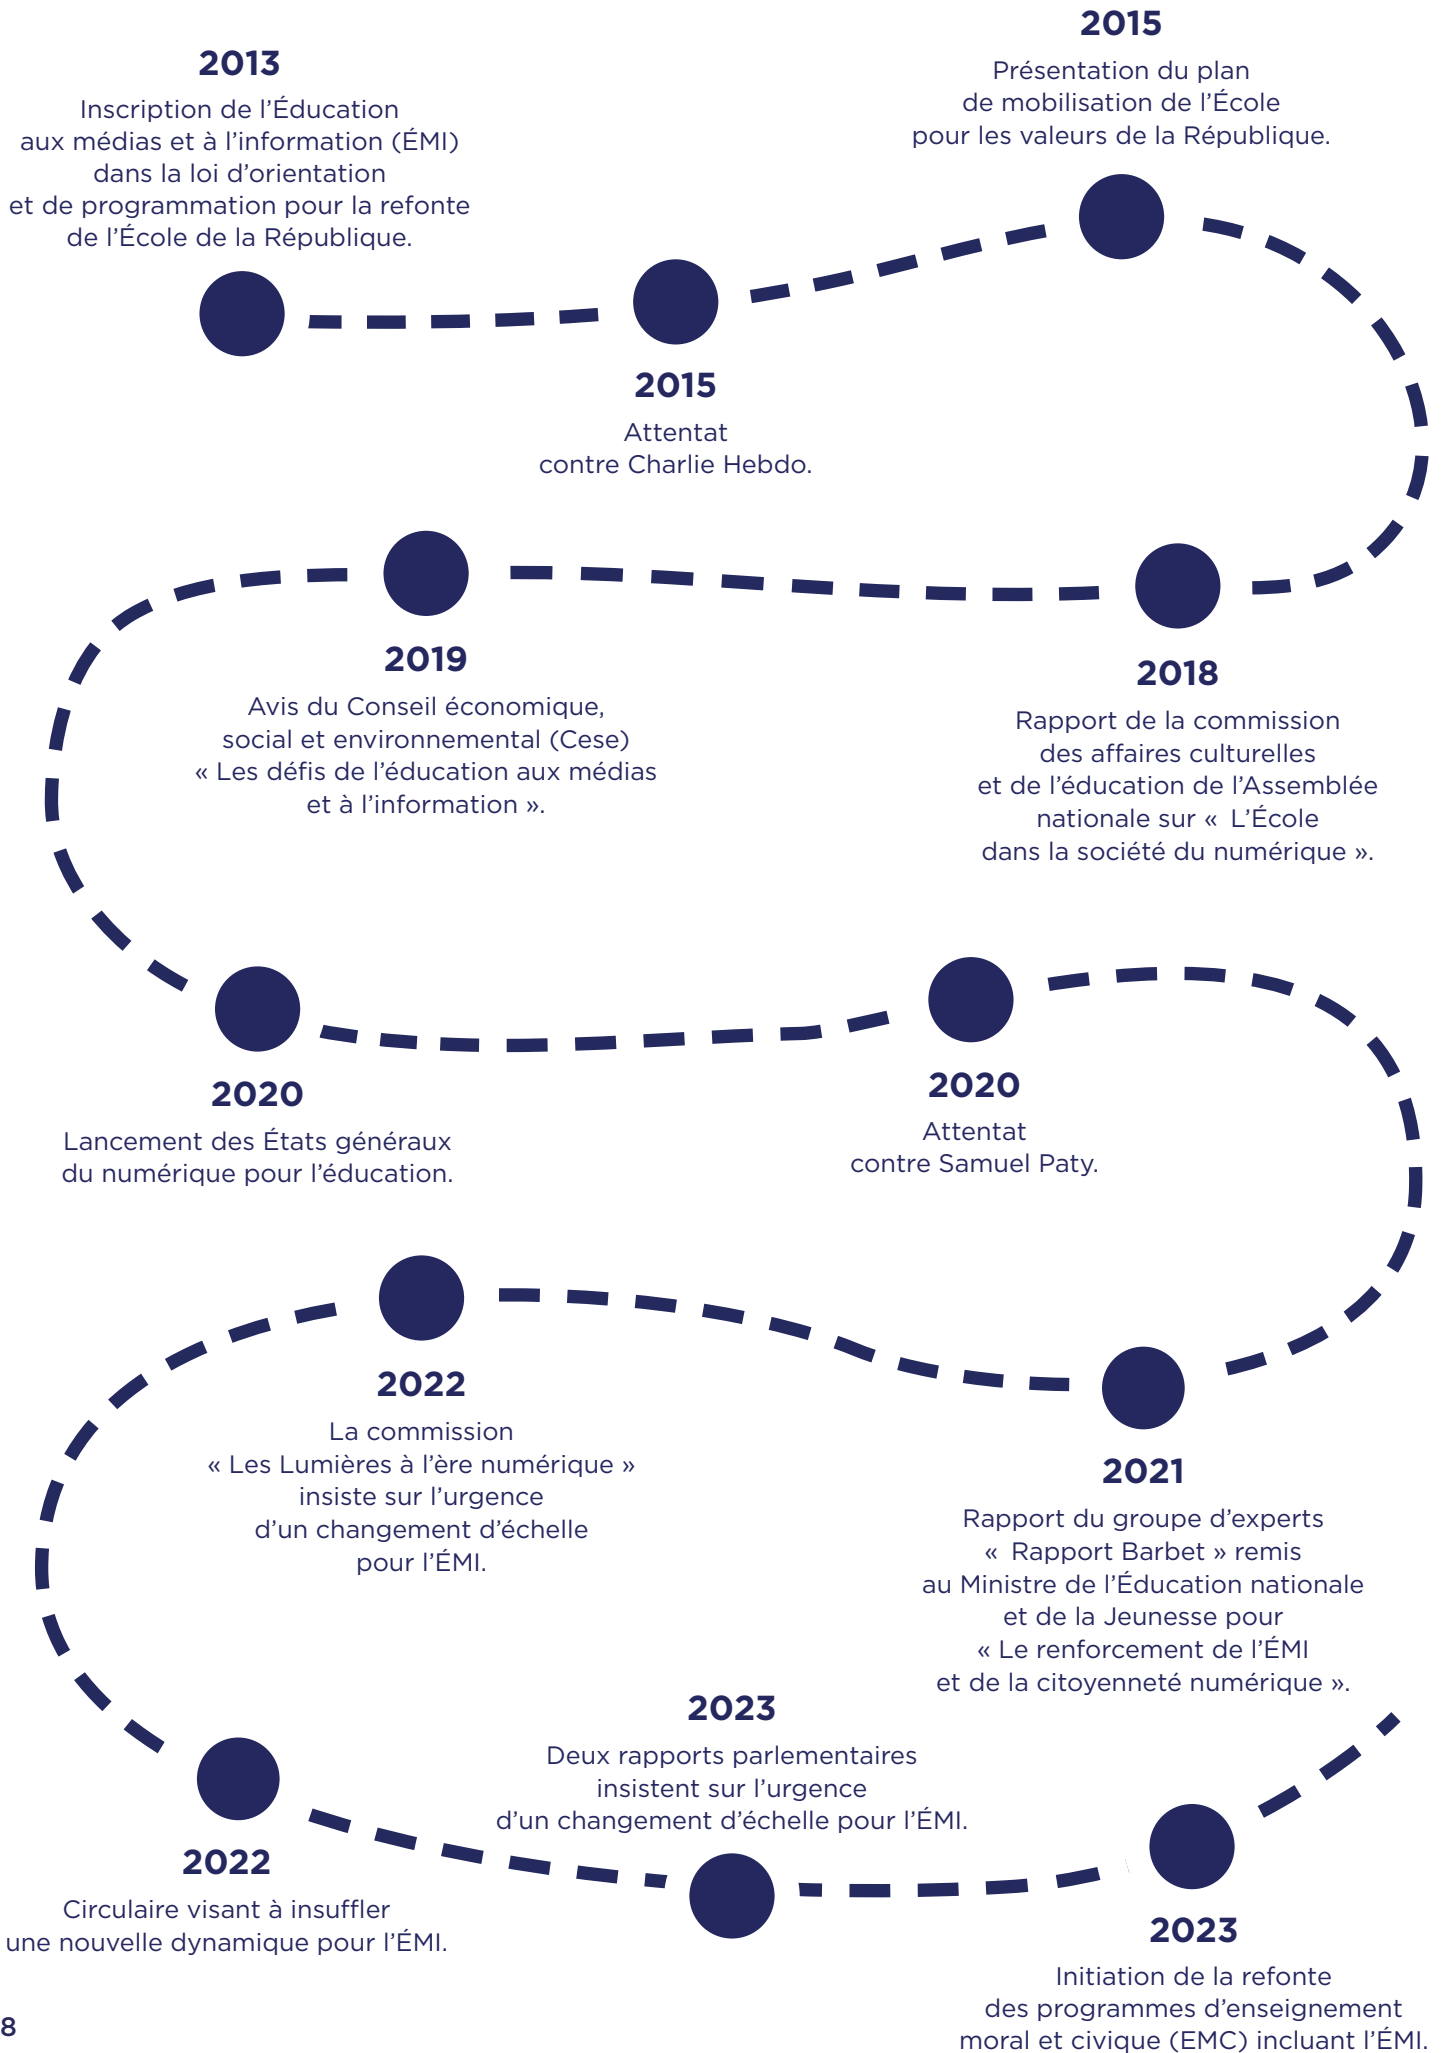 2013
Inscription de l’Éducation
aux médias et à l’information (ÉMI)
dans la loi d’orientation
et de programmation pour la refonte
de l’École de la République.
2015
Attentat
contre Charlie Hebdo.
2015
Présentation du plan
de mobilisation de l’École
pour les valeurs de la République.
2018
Rapport de la commission
des affaires culturelles
et de l’éducation de l’Assemblée
nationale sur « L’École
dans la société du numérique ».
2019
Avis du Conseil économique,
social et environnemental (Cese)
« Les défis de l’éducation aux médias
et à l’information ».
2020
Lancement des États généraux
du numérique pour l’éducation.
2020
Attentat
contre Samuel Paty.
2021
Rapport du groupe d’experts
« Rapport Barbet » remis
au Ministre de l’Éducation nationale
et de la Jeunesse pour
« Le renforcement de l’ÉMI
et de la citoyenneté numérique ».
2022
La commission
« Les Lumières à l’ère numérique »
insiste sur l’urgence
d’un changement d’échelle
pour l’ÉMI.
2022
Circulaire visant à insuffler
une nouvelle dynamique pour l’ÉMI.
2023
Deux rapports parlementaires
insistent sur l’urgence
d’un changement d’échelle pour l’ÉMI.
2023
Initiation de la refonte
des programmes d’enseignement
moral et civique (EMC) incluant l’ÉMI.
8